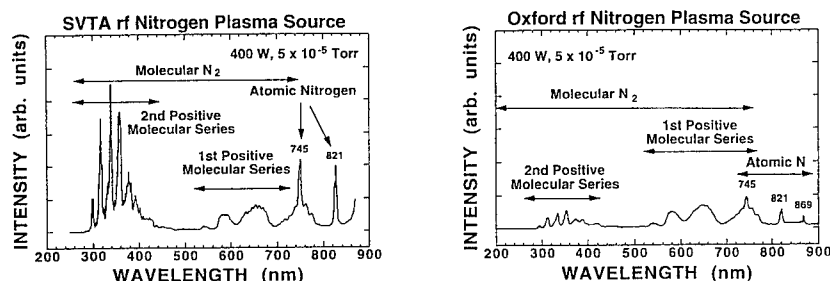 SVTA rf Nitrogen Plasma Source
400 W, 5 x 10-5 Torr
Molecular N2
Atomic Nitrogen
2nd Positive
Molecular Series
1st Positive
Molecular Series
745
821
INTENSITY (arb. units)
200 300 400 500 600 700 800 900
WAVELENGTH (nm)
Oxford rf Nitrogen Plasma Source
400 W, 5 x 10-5 Torr
Molecular N2
1st Positive
Molecular Series
2nd Positive
Molecular Series
Atomic N
745
821
869
INTENSITY (arb. units)
200 300 400 500 600 700 800 900
WAVELENGTH (nm)